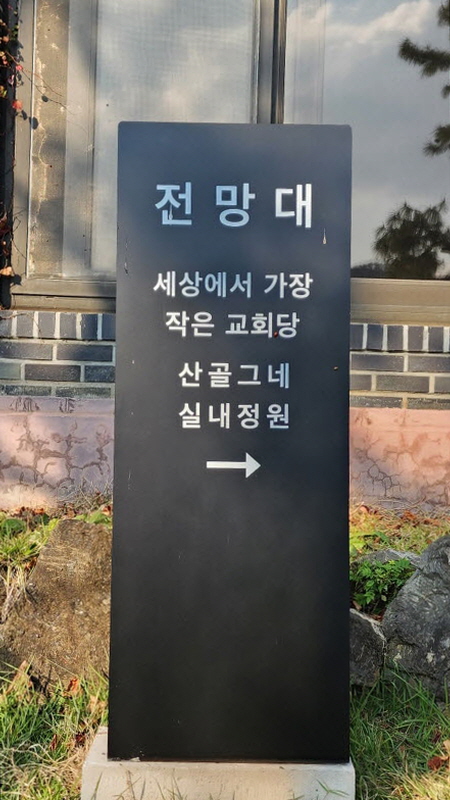 전망대
세상에서 가장
작은 교회당
산골그네
실내정원
→